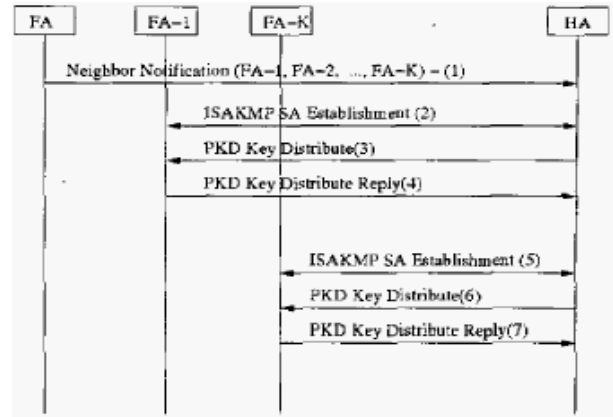 FA FA-1 FA-K HA
Neighbor Notification (FA-1, FA-2, ..., FA-K) - (1)
ISAKMP SA Establishment (2)
PKD Key Distribute(3)
PKD Key Distribute Reply(4)
ISAKMP SA Establishment (5)
PKD Key Distribute(6)
PKD Key Distribute Reply(7)